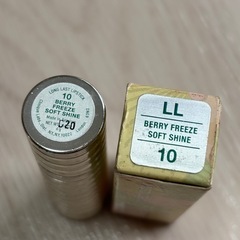 LONG LAST LIPSTICK
10
BERRY
FREEZE
SOFT SHINE
C20
LL
BERRY FREEZE
SOFT SHINE
10